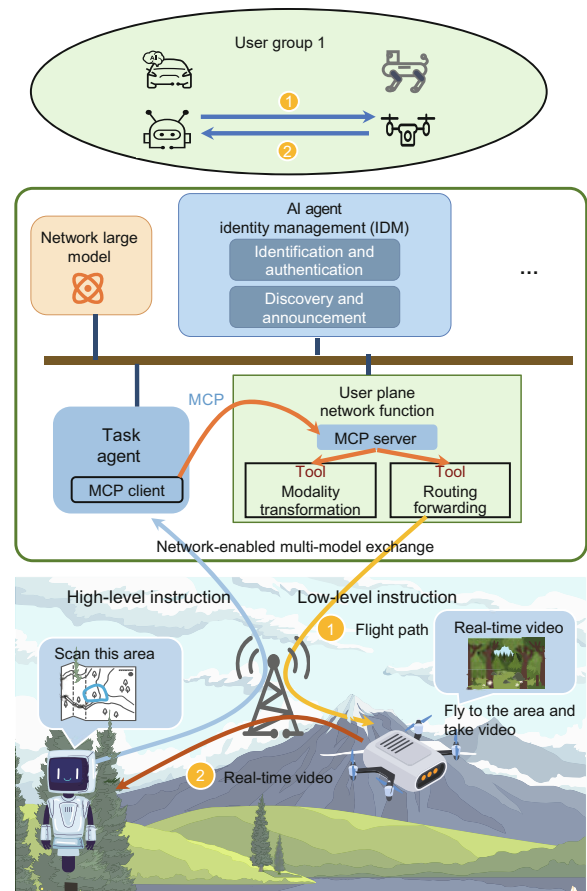 User group 1
AI
1
2
AI agent
identity management (IDM)
Identification and
authentication
Discovery and
announcement
Network large
model
...
MCP
Task
agent
MCP client
User plane
network function
MCP server
Tool
Modality
transformation
Tool
Routing
forwarding
Network-enabled multi-model exchange
High-level instruction
Low-level instruction
1 Flight path
Scan this area
Real-time video
Fly to the area and
take video
2 Real-time video